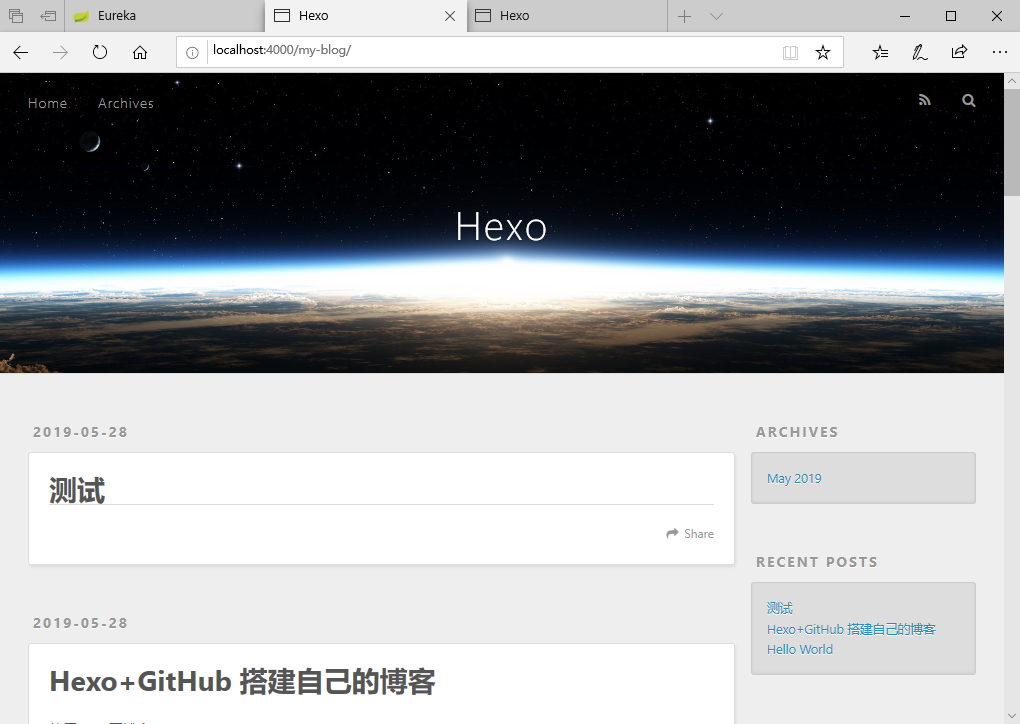 Eureka
Hexo
Hexo
localhost:4000/my-blog/
Home
Archives
Hexo
2019-05-28
测试
Share
2019-05-28
Hexo+GitHub 搭建自己的博客
ARCHIVES
May 2019
RECENT POSTS
测试
Hexo+GitHub 搭建自己的博客
Hello World